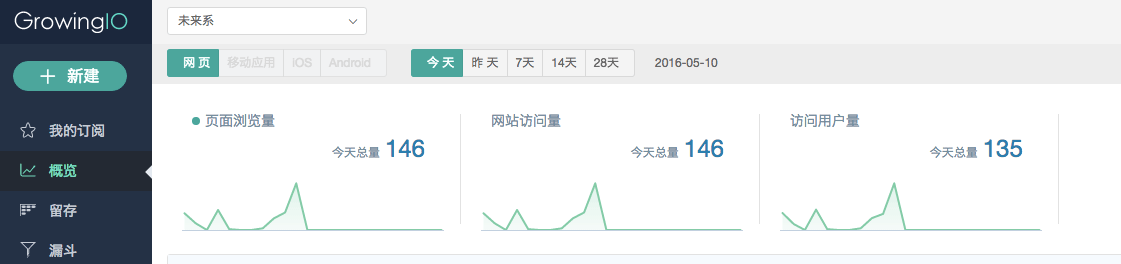 GrowingIO
未来系
网页 移动应用 iOS Android 今天 昨天 7天 14天 28天 2016-05-10
新建
我的订阅
概览
留存
漏斗
页面浏览量
今天总量 146
网站访问量
今天总量 146
访问用户量
今天总量 135